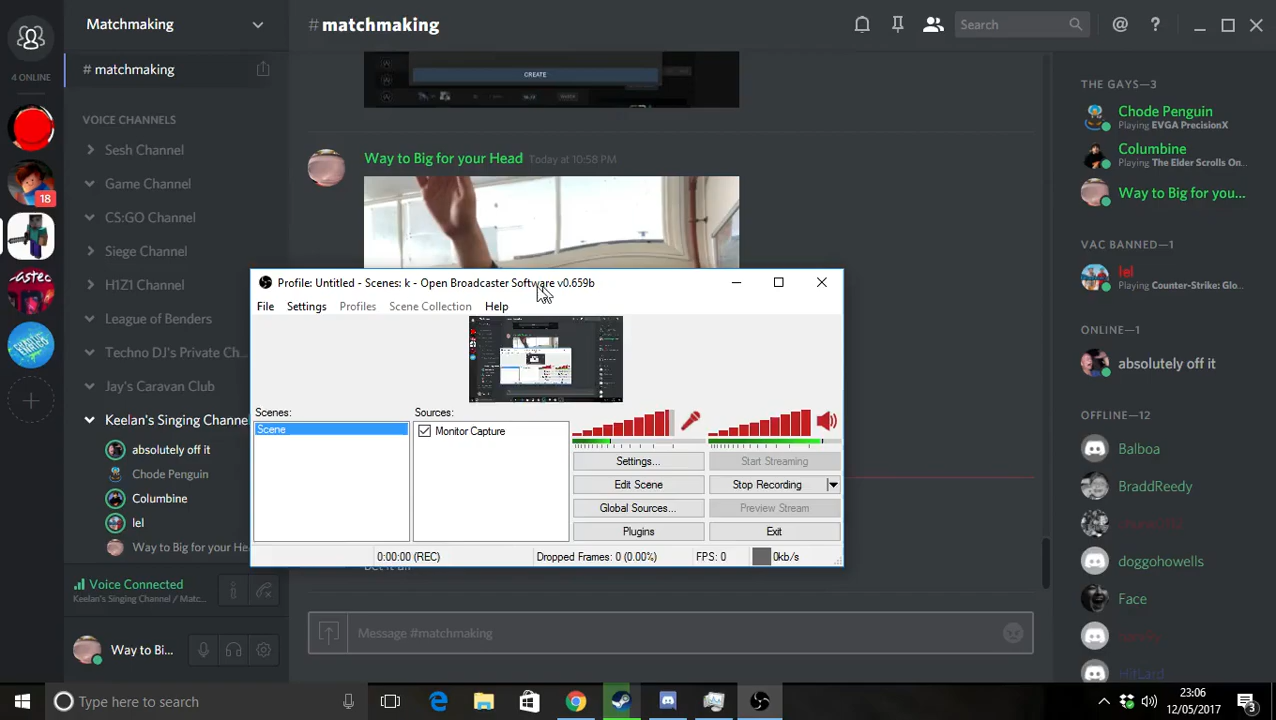 Matchmaking
# matchmaking
Search
@
?
4 ONLINE
# matchmaking
VOICE CHANNELS
Sesh Channel
Game Channel
CS:GO Channel
Siege Channel
H1Z1 Channel
League of Benders
Techno DJ's Private Ch...
Jay's Caravan Club
Keelan's Singing Channe
absolutely off it
Chode Penguin
Columbine
lel
Way to Big for your He
Voice Connected
Keelan's Singing Channel / Matc...
Way to Bi...
18
CREATE
Way to Big for your Head Today at 10:58 PM
Profile: Untitled - Scenes: k - Open Broadcaster Software v0.659b
File Settings Profiles Scene Collection Help
Scenes:
Scene
Sources:
Monitor Capture
Settings...
Start Streaming
Edit Scene
Stop Recording
Global Sources...
Preview Stream
Plugins
Exit
0:00:00 (REC)
Dropped Frames: 0 (0.00%)
FPS: 0
0kb/s
Message #matchmaking
THE GAYS—3
Chode Penguin
Playing EVGA PrecisionX
Columbine
Playing The Elder Scrolls On...
Way to Big for you...
VAC BANNED—1
lel
Playing Counter-Strike: Glo...
ONLINE—1
absolutely off it
OFFLINE—12
Balboa
BraddReedy
doggohowells
Face
HitLard
Type here to search
23:06
12/05/2017
3